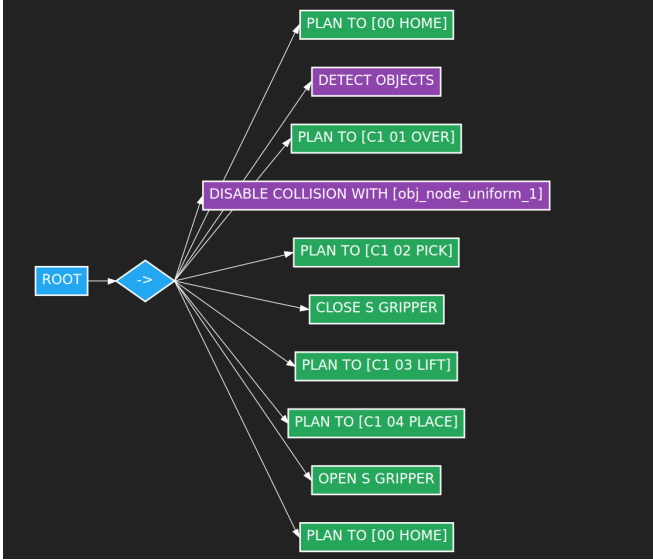 PLAN TO [00 HOME]
DETECT OBJECTS
PLAN TO [C1 01 OVER]
DISABLE COLLISION WITH [obj_node_uniform_1]
PLAN TO [C1 02 PICK]
ROOT
->
CLOSE S GRIPPER
PLAN TO [C1 03 LIFT]
PLAN TO [C1 04 PLACE]
OPEN S GRIPPER
PLAN TO [00 HOME]